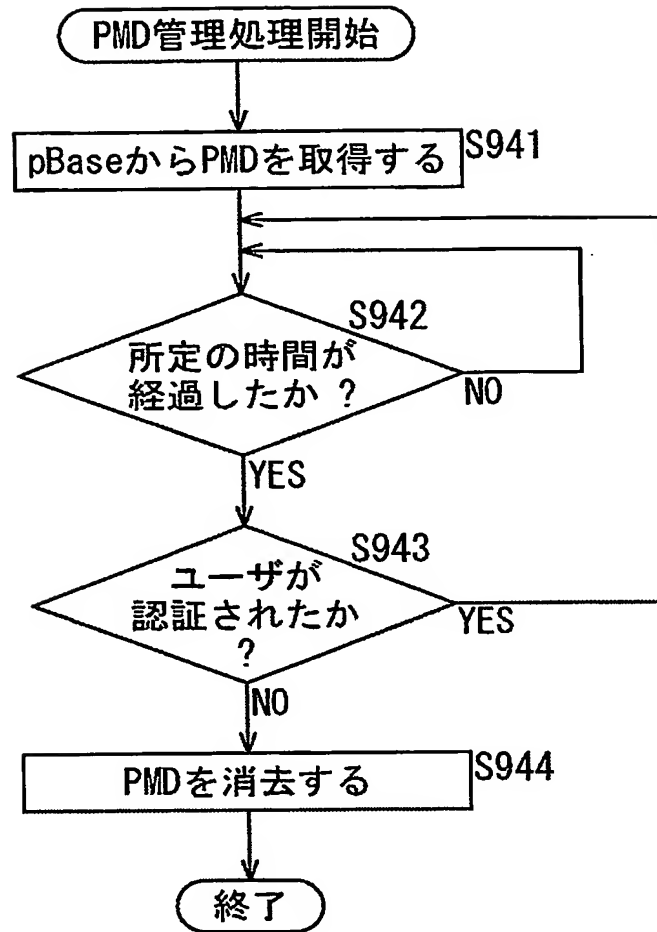 PMD管理処理開始
pBaseからPMDを取得する
S941
S942
所定の時間が
経過したか ?
NO
YES
S943
ユーザが
認証されたか
?
YES
NO
PMDを消去する
S944
終了